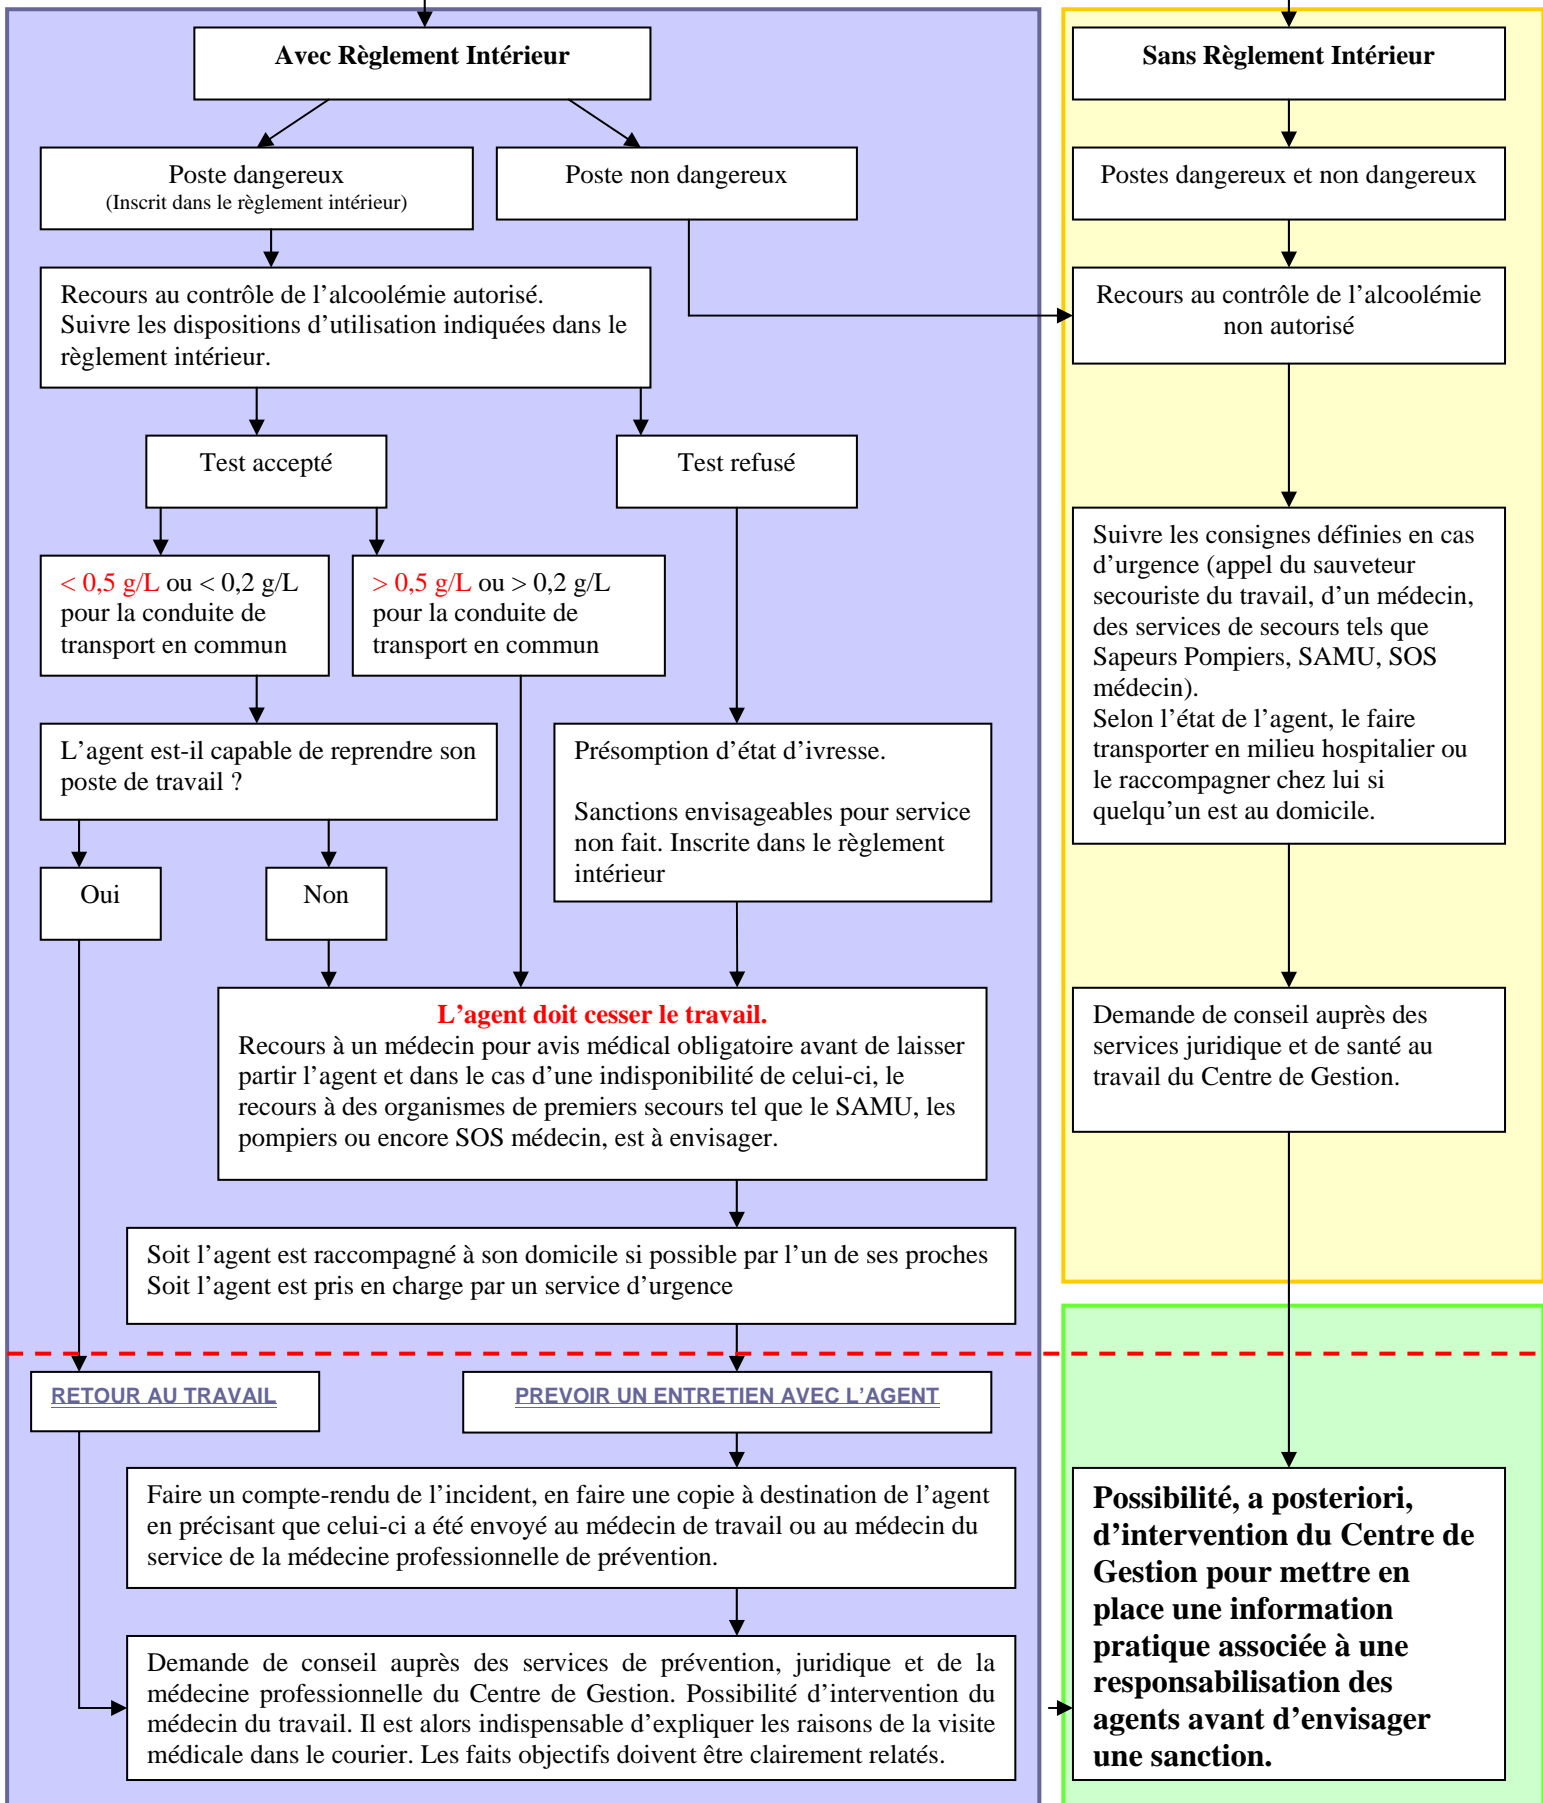 Avec Règlement Intérieur
Poste dangereux
(Inscrit dans le règlement intérieur)
Poste non dangereux
Recours au contrôle de l’alcoolémie autorisé.
Suivre les dispositions d’utilisation indiquées dans le
règlement intérieur.
Test accepté
Test refusé
< 0,5 g/L ou < 0,2 g/L
pour la conduite de
transport en commun
> 0,5 g/L ou > 0,2 g/L
pour la conduite de
transport en commun
L’agent est-il capable de reprendre son
poste de travail ?
Présomption d’état d’ivresse.
Sanctions envisageables pour service
non fait. Inscrite dans le règlement
intérieur
Oui
Non
L’agent doit cesser le travail.
Recours à un médecin pour avis médical obligatoire avant de laisser
partir l’agent et dans le cas d’une indisponibilité de celui-ci, le
recours à des organismes de premiers secours tel que le SAMU, les
pompiers ou encore SOS médecin, est à envisager.
Soit l’agent est raccompagné à son domicile si possible par l’un de ses proches
Soit l’agent est pris en charge par un service d’urgence
RETOUR AU TRAVAIL
PREVOIR UN ENTRETIEN AVEC L’AGENT
Faire un compte-rendu de l’incident, en faire une copie à destination de l’agent
en précisant que celui-ci a été envoyé au médecin de travail ou au médecin du
service de la médecine professionnelle de prévention.
Demande de conseil auprès des services de prévention, juridique et de la
médecine professionnelle du Centre de Gestion. Possibilité d’intervention du
médecin du travail. Il est alors indispensable d’expliquer les raisons de la visite
médicale dans le courier. Les faits objectifs doivent être clairement relatés.
Sans Règlement Intérieur
Postes dangereux et non dangereux
Recours au contrôle de l’alcoolémie
non autorisé
Suivre les consignes définies en cas
d’urgence (appel du sauveteur
secouriste du travail, d’un médecin,
des services de secours tels que
Sapeurs Pompiers, SAMU, SOS
médecin).
Selon l’état de l’agent, le faire
transporter en milieu hospitalier ou
le raccompagner chez lui si
quelqu’un est au domicile.
Demande de conseil auprès des
services juridique et de santé au
travail du Centre de Gestion.
Possibilité, a posteriori,
d’intervention du Centre de
Gestion pour mettre en
place une information
pratique associée à une
responsabilisation des
agents avant d’envisager
une sanction.